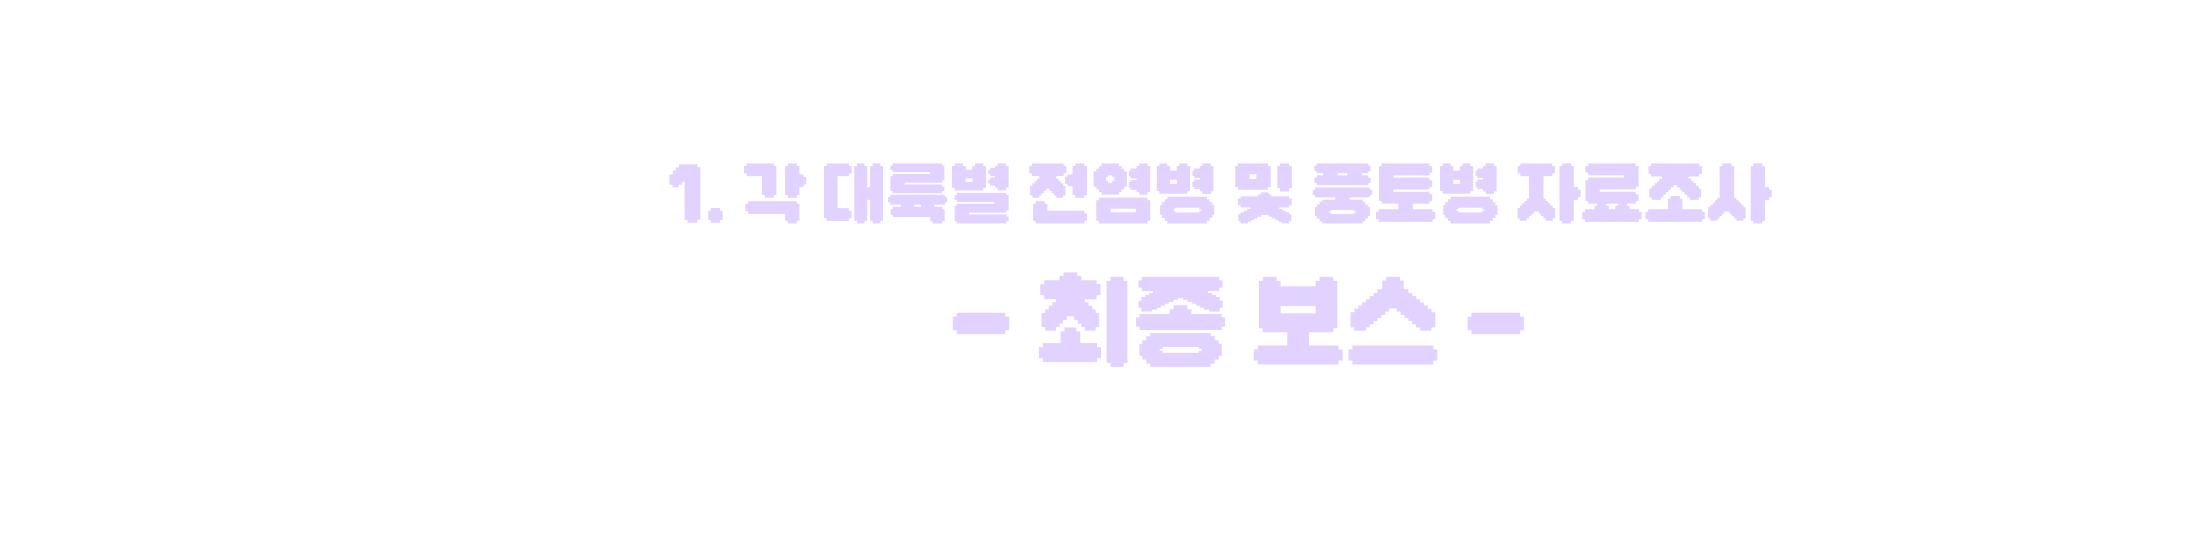 1. 각 대륙별 전염병 및 풍토병 자료조사
- 최종 보스 -